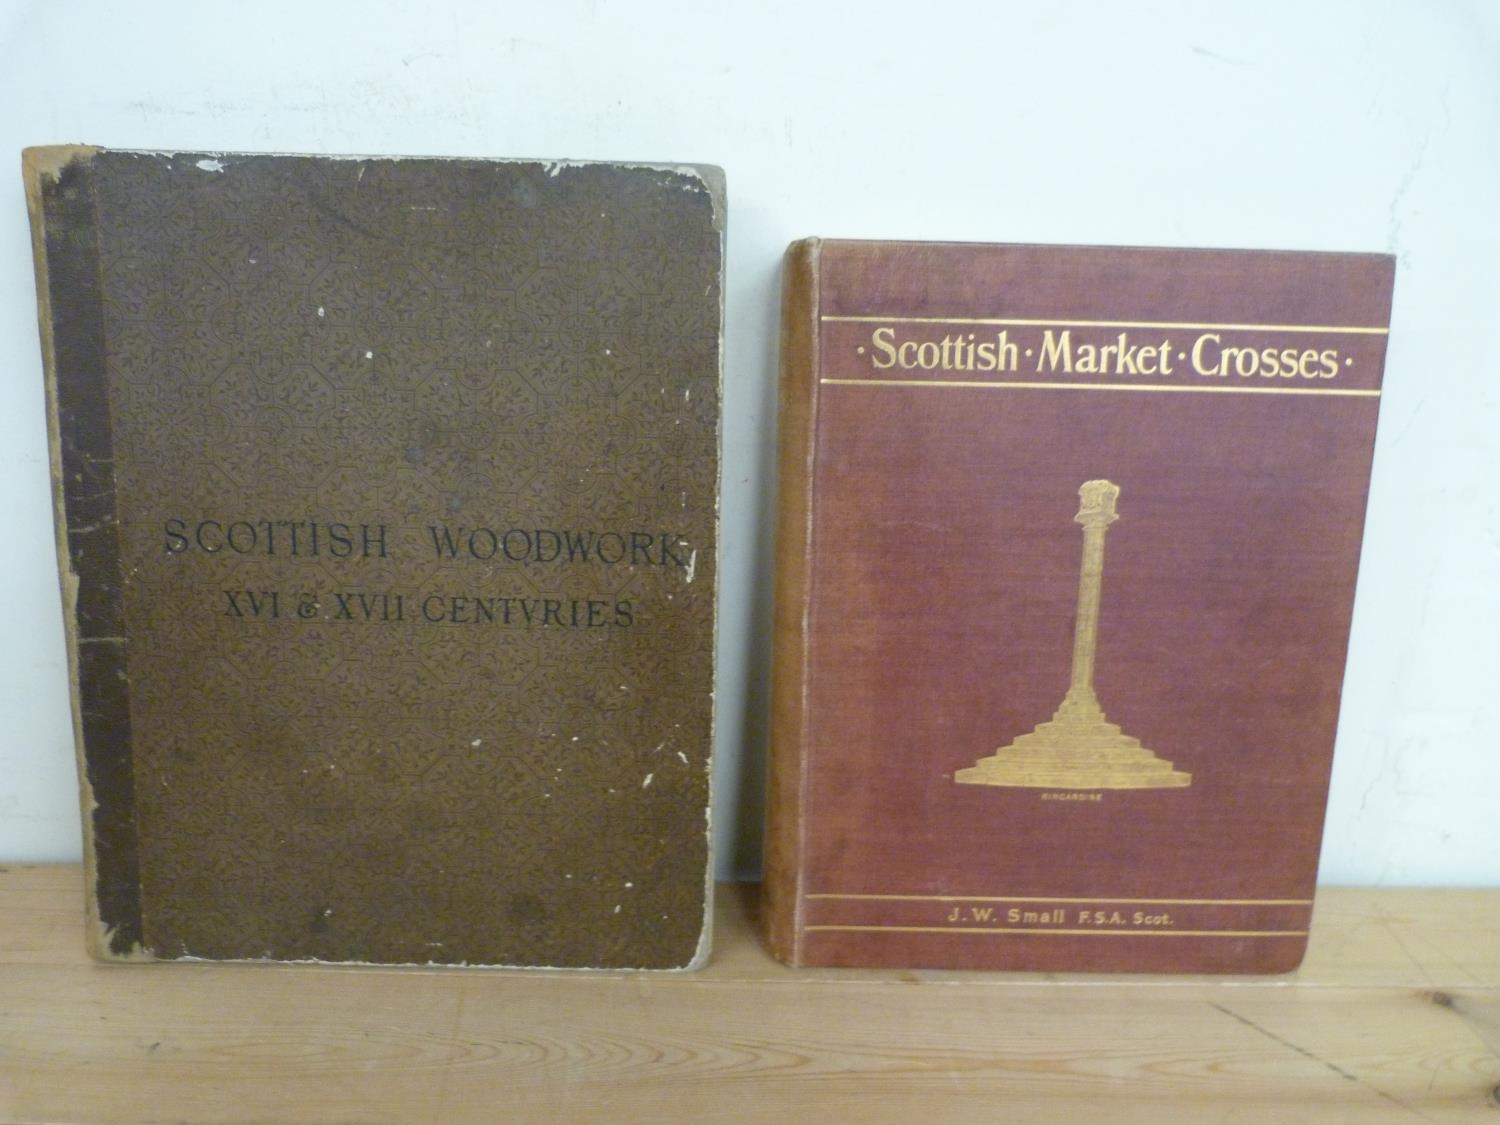 SCOTTISH WOODWORK
XVI & XVII CENTVRIES
· Scottish · Market · Crosses ·
KINCARDINE
J. W. Small F.S.A. Scot.